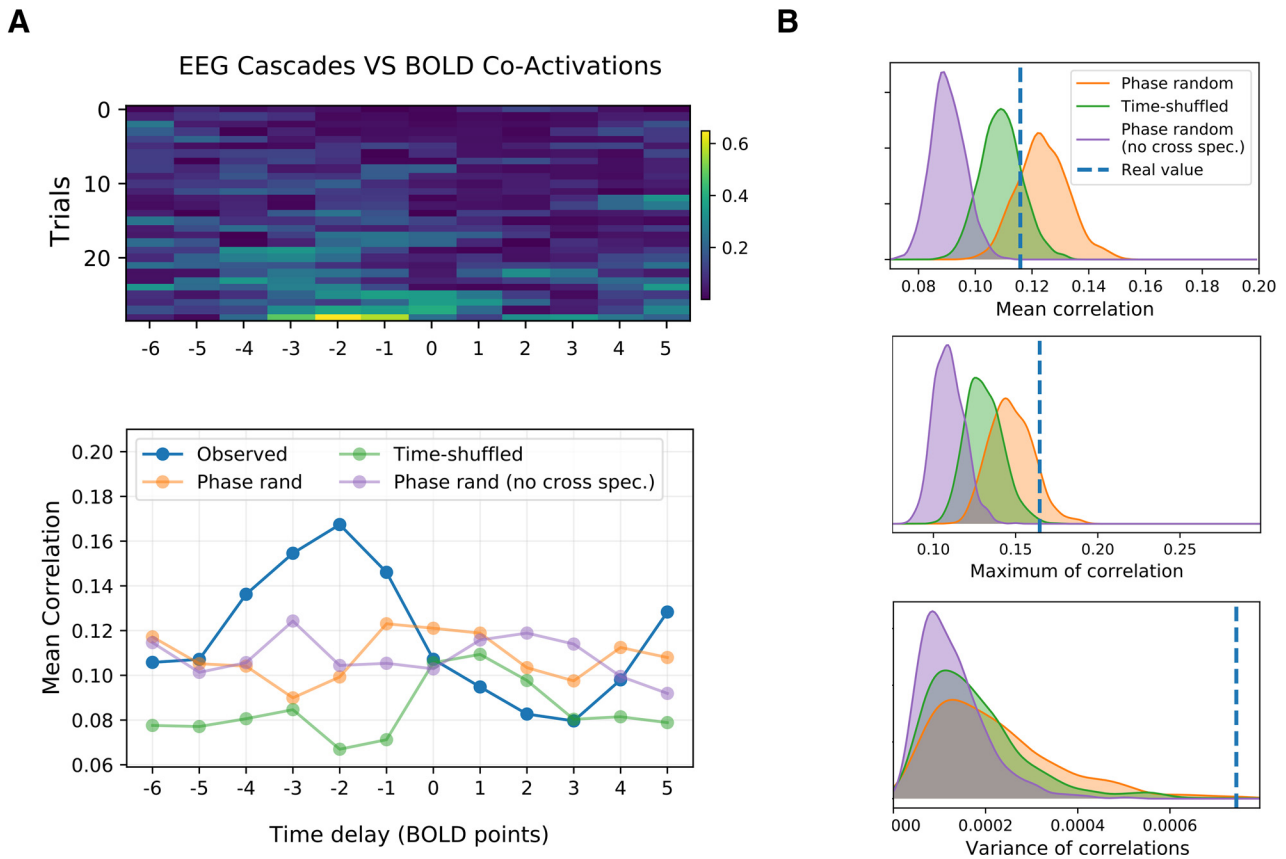 A
B
EEG Cascades VS BOLD Co-Activations
0
10
20
Trials
-6 -5 -4 -3 -2 -1 0 1 2 3 4 5
0.6
0.4
0.2
Observed
Phase rand
Time-shuffled
Phase rand (no cross spec.)
0.20
0.18
0.16
0.14
0.12
0.10
0.08
0.06
Mean Correlation
-6 -5 -4 -3 -2 -1 0 1 2 3 4 5
Time delay (BOLD points)
Phase random
Time-shuffled
Phase random
(no cross spec.)
Real value
0.08 0.10 0.12 0.14 0.16 0.18 0.20
Mean correlation
0.10 0.15 0.20 0.25
Maximum of correlation
000 0.0002 0.0004 0.0006
Variance of correlations